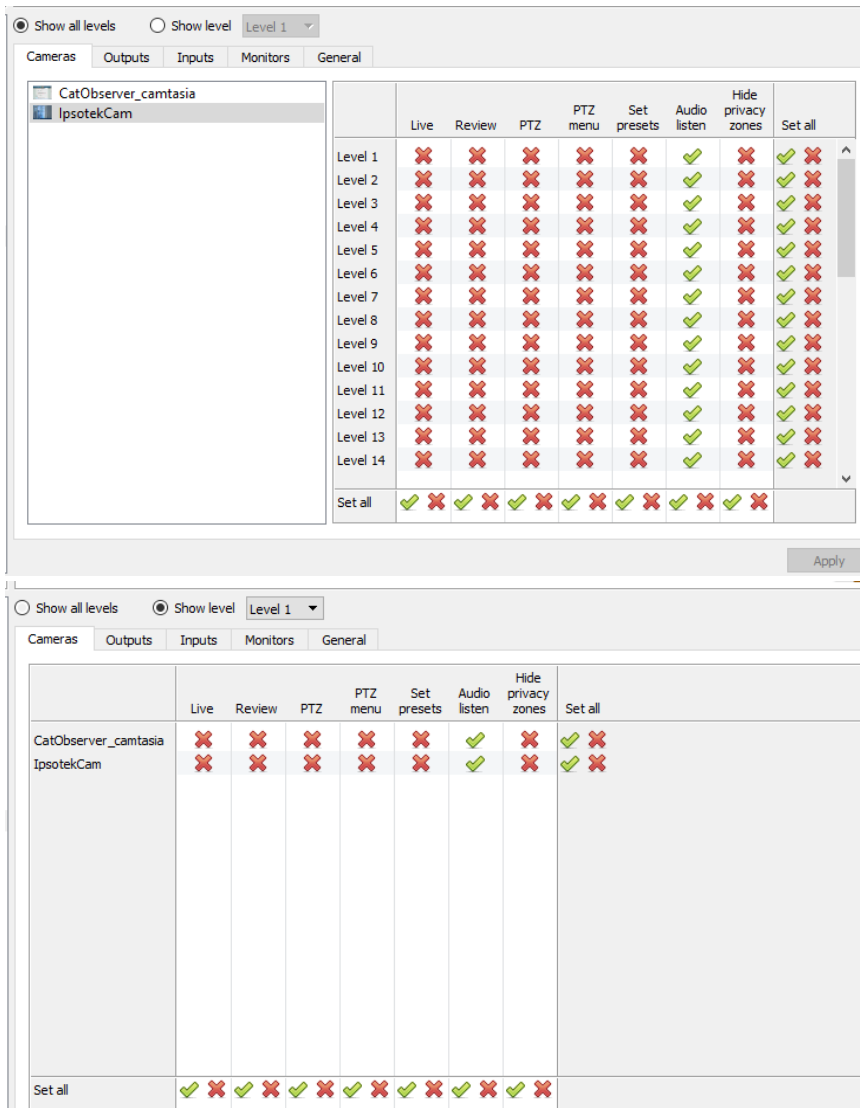 Show all levels Show level Level 1
Cameras Outputs Inputs Monitors General
CatObserver_camtasia
IpsotekCam
Live Review PTZ PTZ menu Set presets Audio listen Hide privacy zones Set all
Level 1
Level 2
Level 3
Level 4
Level 5
Level 6
Level 7
Level 8
Level 9
Level 10
Level 11
Level 12
Level 13
Level 14
Set all
Apply
Show all levels Show level Level 1
Cameras Outputs Inputs Monitors General
Live Review PTZ PTZ menu Set presets Audio listen Hide privacy zones Set all
CatObserver_camtasia
IpsotekCam
Set all